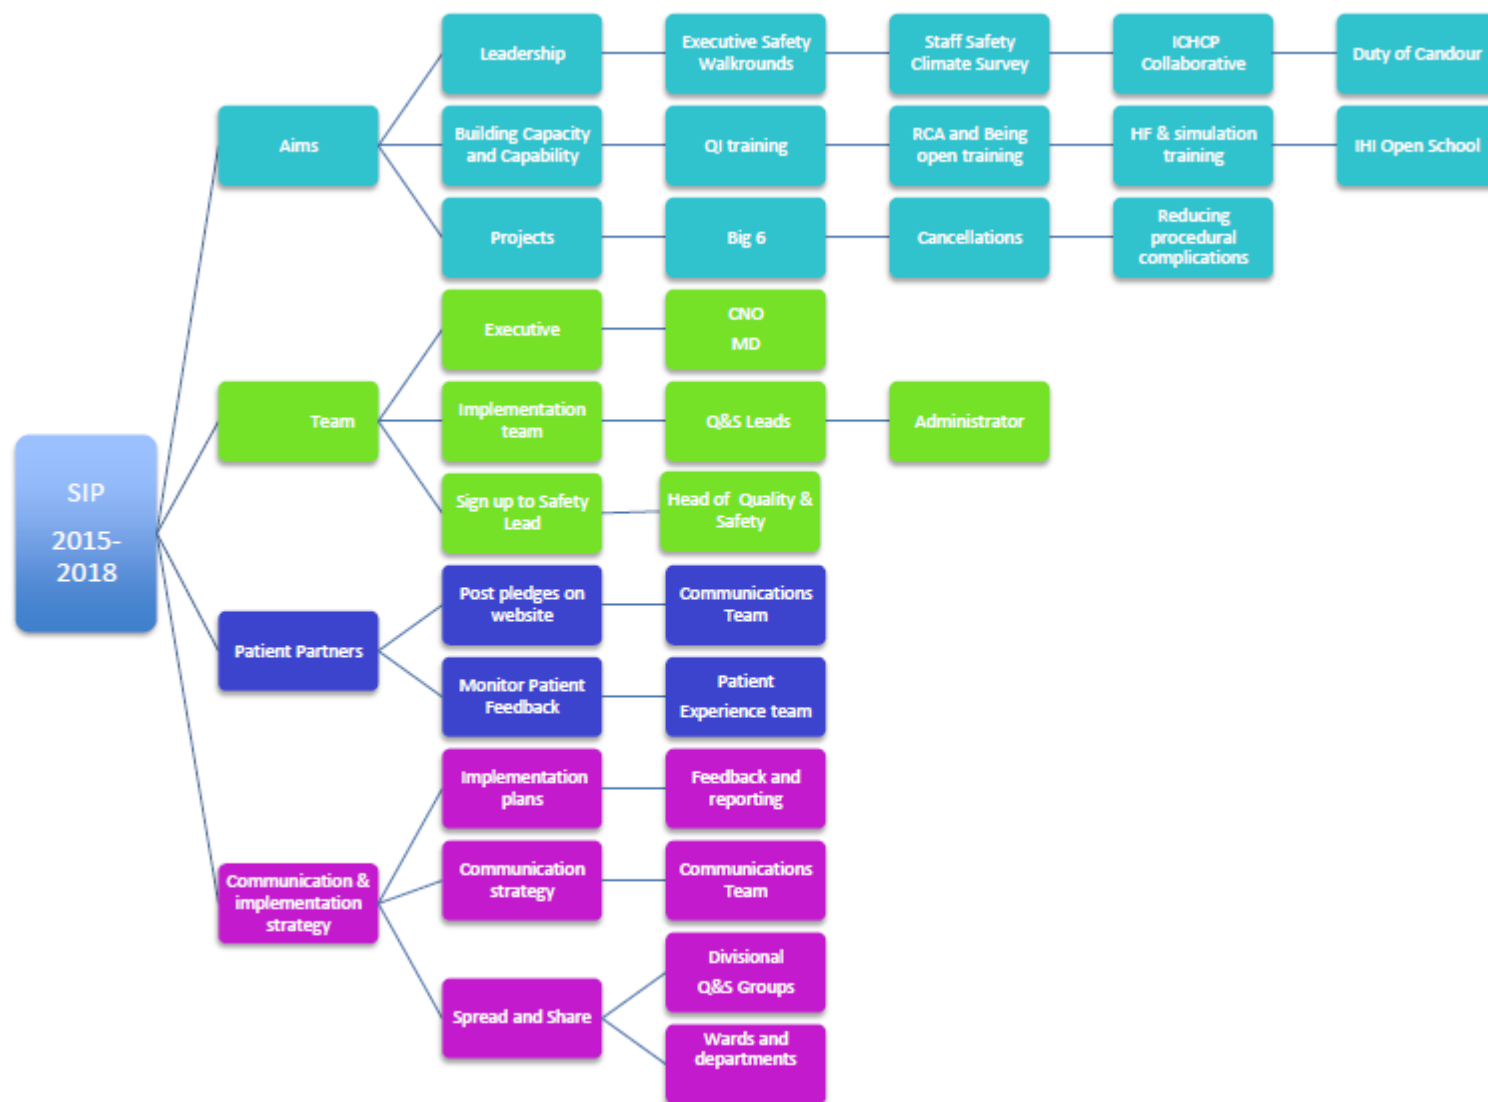 SIP
2015-
2018
Aims
Leadership
Executive Safety
Walkrounds
Staff Safety
Climate Survey
ICHCP
Collaborative
Duty of Candour
Building Capacity
and Capability
QI training
RCA and Being
open training
HF & simulation
training
IHI Open School
Projects
Big 6
Cancellations
Reducing
procedural
complications
Team
Executive
CNO
MD
Implementation
team
Q&S Leads
Administrator
Sign up to Safety
Lead
Head of Quality &
Safety
Patient Partners
Post pledges on
website
Communications
Team
Monitor Patient
Feedback
Patient
Experience team
Communication &
implementation
strategy
Implementation
plans
Feedback and
reporting
Communication
strategy
Communications
Team
Spread and Share
Divisional
Q&S Groups
Wards and
departments